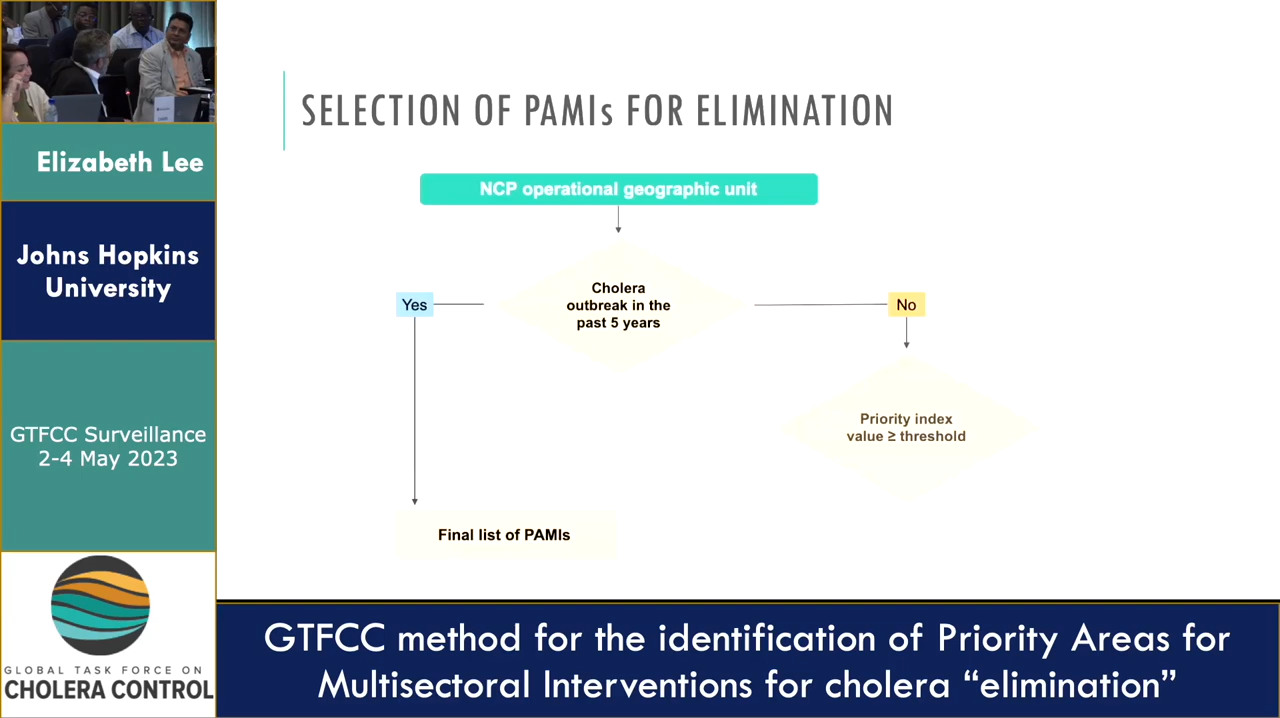 Elizabeth Lee
Johns Hopkins
University
GTFCC Surveillance
2-4 May 2023
GLOBAL TASK FORCE ON
CHOLERA CONTROL
SELECTION OF PAMIs FOR ELIMINATION
NCP operational geographic unit
Cholera
outbreak in the
past 5 years
Yes
No
Priority index
value ≥ threshold
Final list of PAMIs
GTFCC method for the identification of Priority Areas for
Multisectoral Interventions for cholera “elimination”